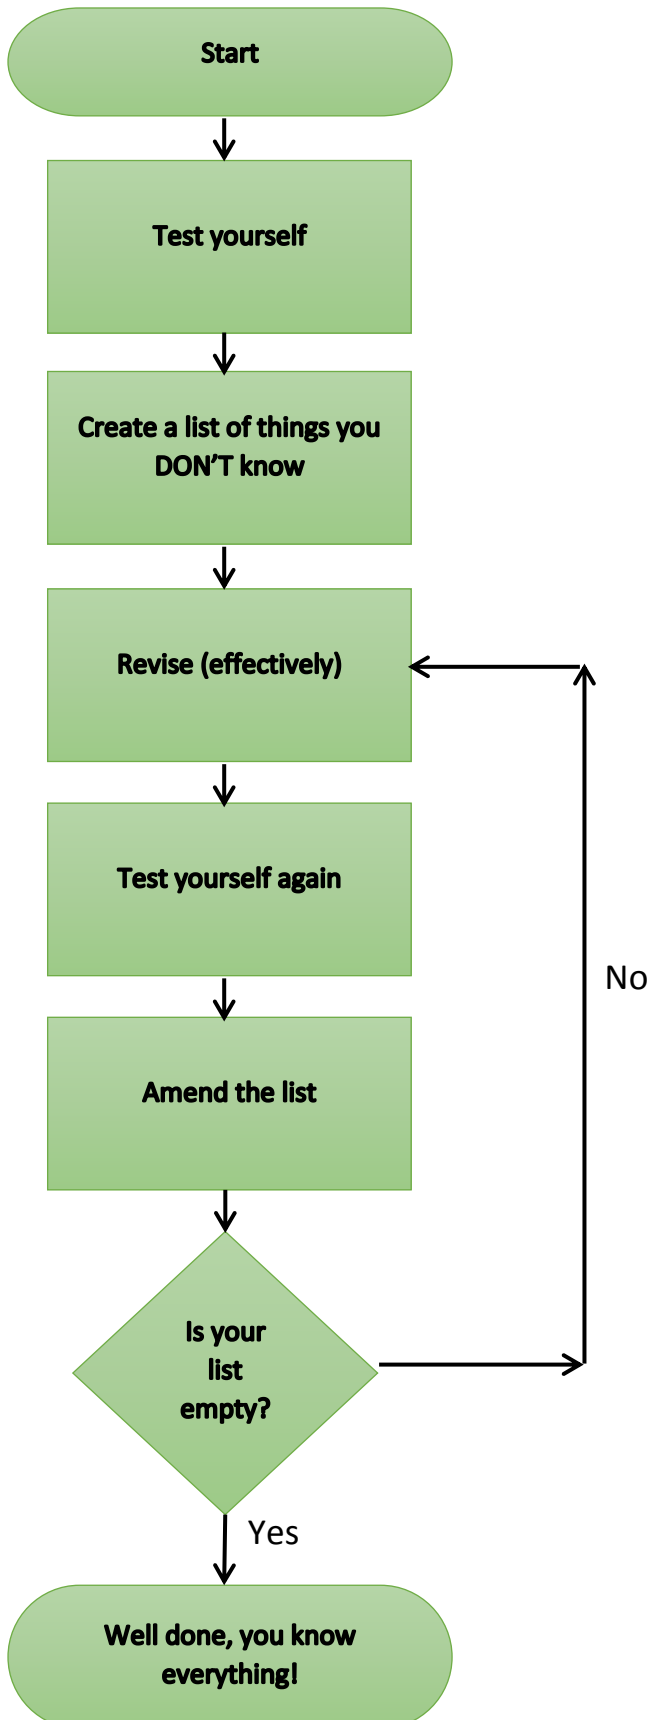 Start
Test yourself
Create a list of things you
DON’T know
Revise (effectively)
Test yourself again
No
Amend the list
Is your
list
empty?
Yes
Well done, you know
everything!